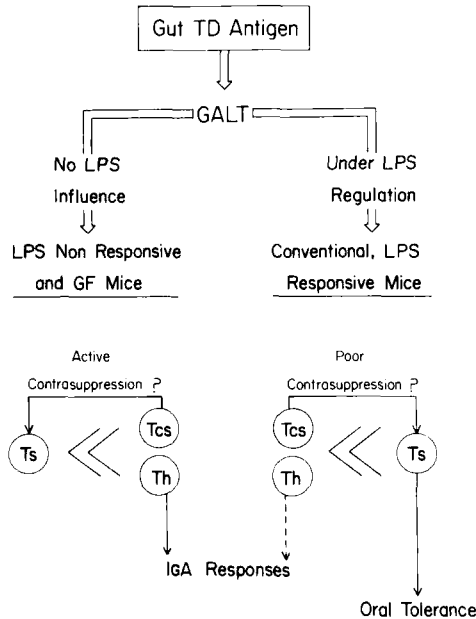 Gut TD Antigen
GALT
No LPS
Influence
Under LPS
Regulation
LPS Non Responsive
and GF Mice
Conventional, LPS
Responsive Mice
Active
Contrasuppression ?
Poor
Contrasuppression ?
Ts
Tcs
Th
Tcs
Th
Ts
IgA Responses
Oral Tolerance